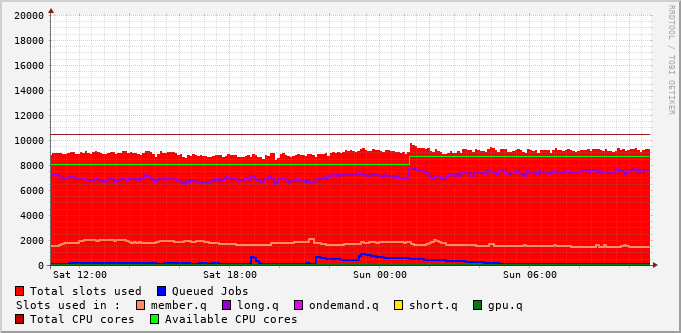 RRDTOOL / TOBI OETIKER
20000
18000
16000
14000
12000
10000
8000
6000
4000
2000
0
Sat 12:00 Sat 18:00 Sun 00:00 Sun 06:00
Total slots used Queued Jobs
Slots used in : member.q long.q ondemand.q short.q gpu.q
Total CPU cores Available CPU cores